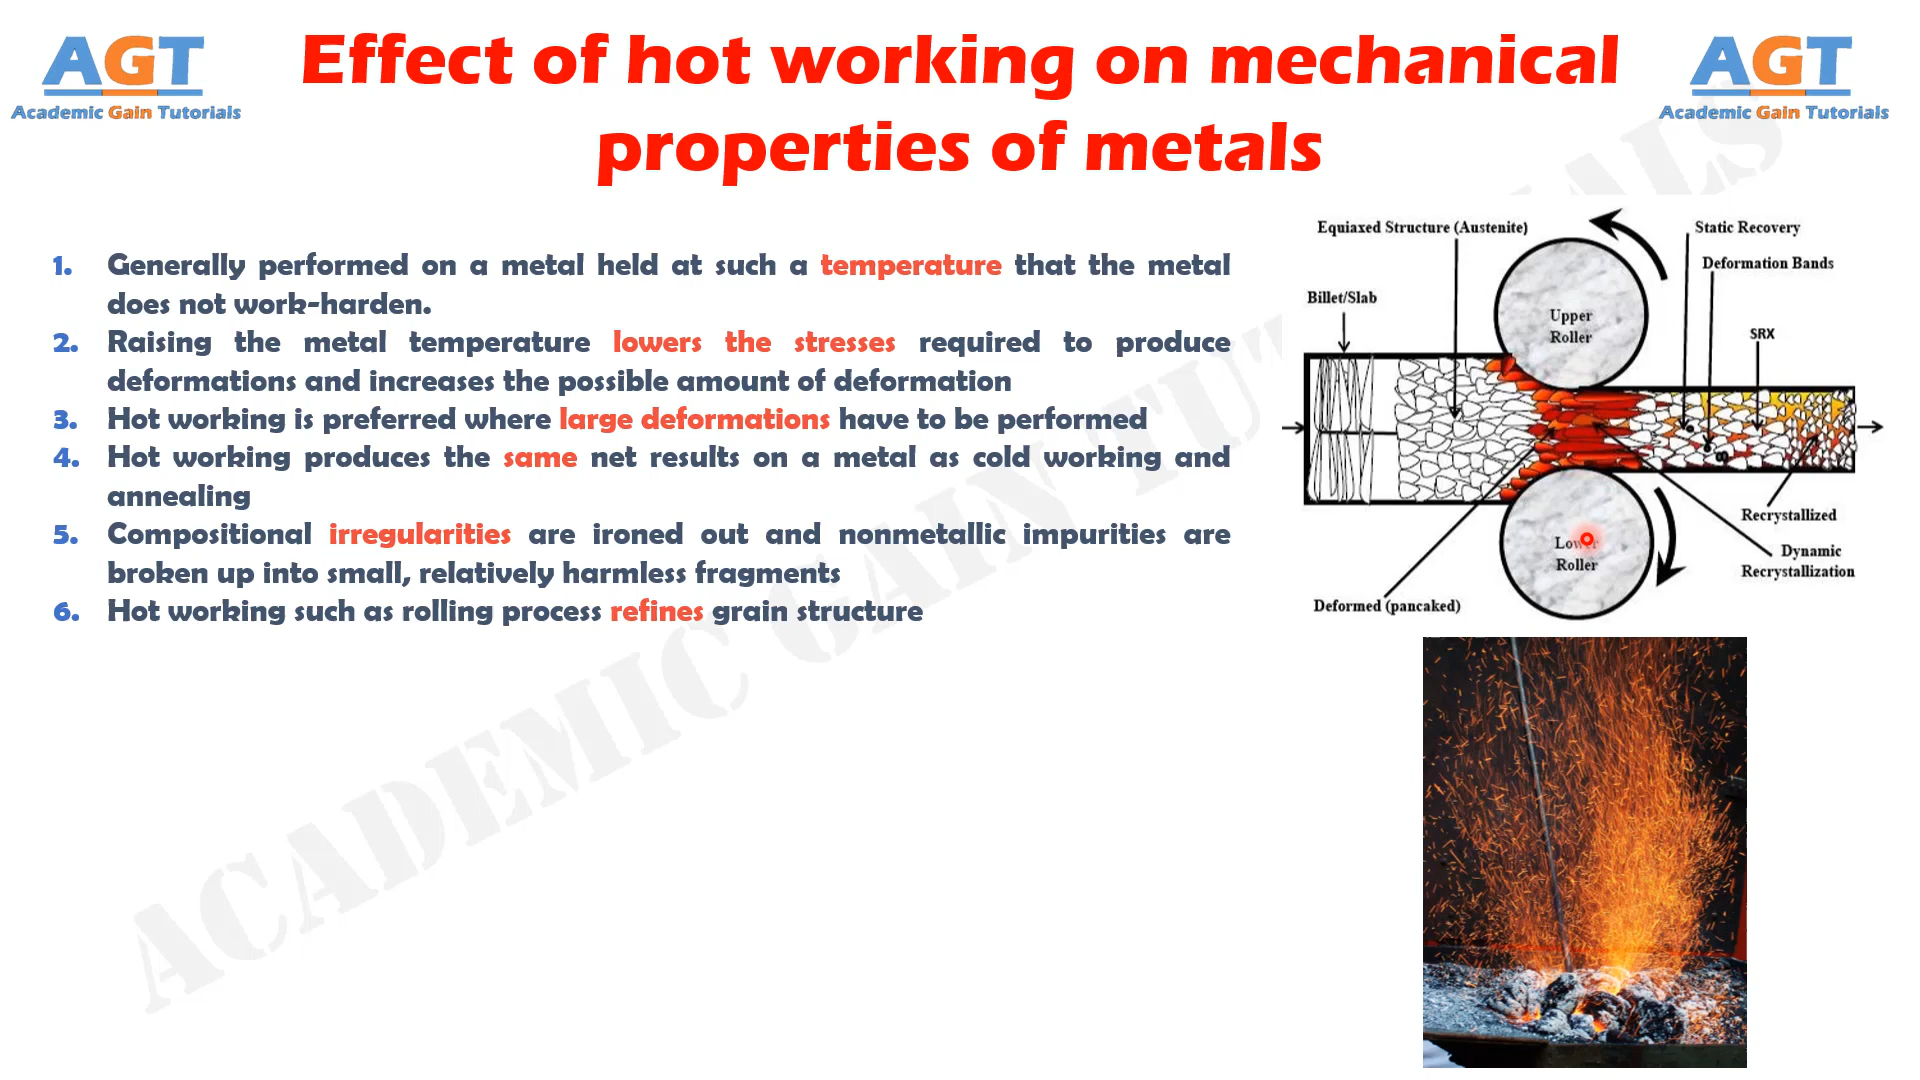 AGT
Academic Gain Tutorials
Effect of hot working on mechanical
properties of metals
AGT
Academic Gain Tutorials
1. Generally performed on a metal held at such a temperature that the metal
does not work-harden.
2. Raising the metal temperature lowers the stresses required to produce
deformations and increases the possible amount of deformation
3. Hot working is preferred where large deformations have to be performed
4. Hot working produces the same net results on a metal as cold working and
annealing
5. Compositional irregularities are ironed out and nonmetallic impurities are
broken up into small, relatively harmless fragments
6. Hot working such as rolling process refines grain structure
Equiaxed Structure (Austenite)
Static Recovery
Deformation Bands
Billet/Slab
Upper
Roller
SRX
Recrystallized
Lower
Roller
Dynamic
Recrystallization
Deformed (pancaked)
ACADEMIC GAIN TUTORIALS